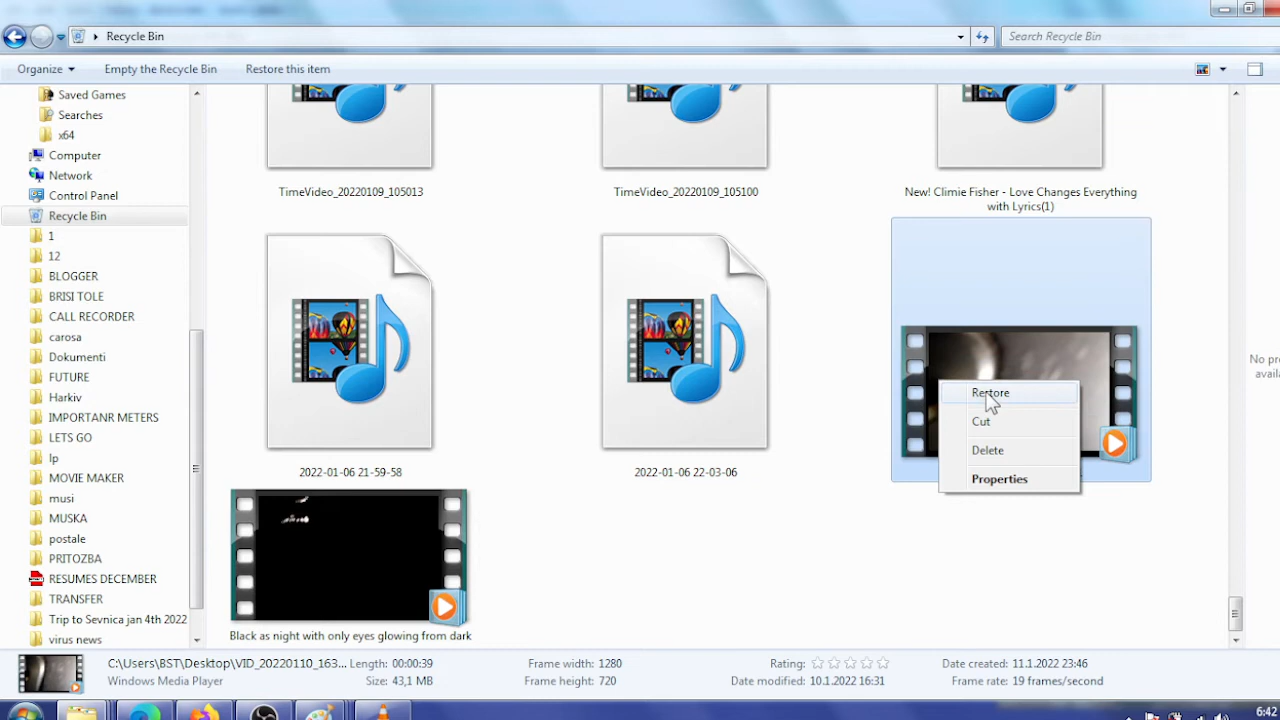 Recycle Bin
Search Recycle Bin
Organize
Empty the Recycle Bin
Restore this item
Saved Games
Searches
x64
Computer
Network
Control Panel
Recycle Bin
1
12
BLOGGER
BRISI TOLE
CALL RECORDER
carosa
Dokumenti
FUTURE
Harkiv
IMPORTANR METERS
LETS GO
lp
MOVIE MAKER
musi
MUSKA
postale
PRITOZBA
RESUMES DECEMBER
TRANSFER
Trip to Sevnica jan 4th 2022
virus news
TimeVideo_20220109_105013
TimeVideo_20220109_105100
New! Climie Fisher - Love Changes Everything
with Lyrics(1)
2022-01-06 21-59-58
2022-01-06 22-03-06
Restore
Cut
Delete
Properties
Black as night with only eyes glowing from dark
No pre
availa
C:\Users\BST\Desktop\VID_20220110_163... Length: 00:00:39
Frame width: 1280
Rating:
Date created: 11.1.2022 23:46
Windows Media Player
Size: 43,1 MB
Frame height: 720
Date modified: 10.1.2022 16:31
Frame rate: 19 frames/second
6:42